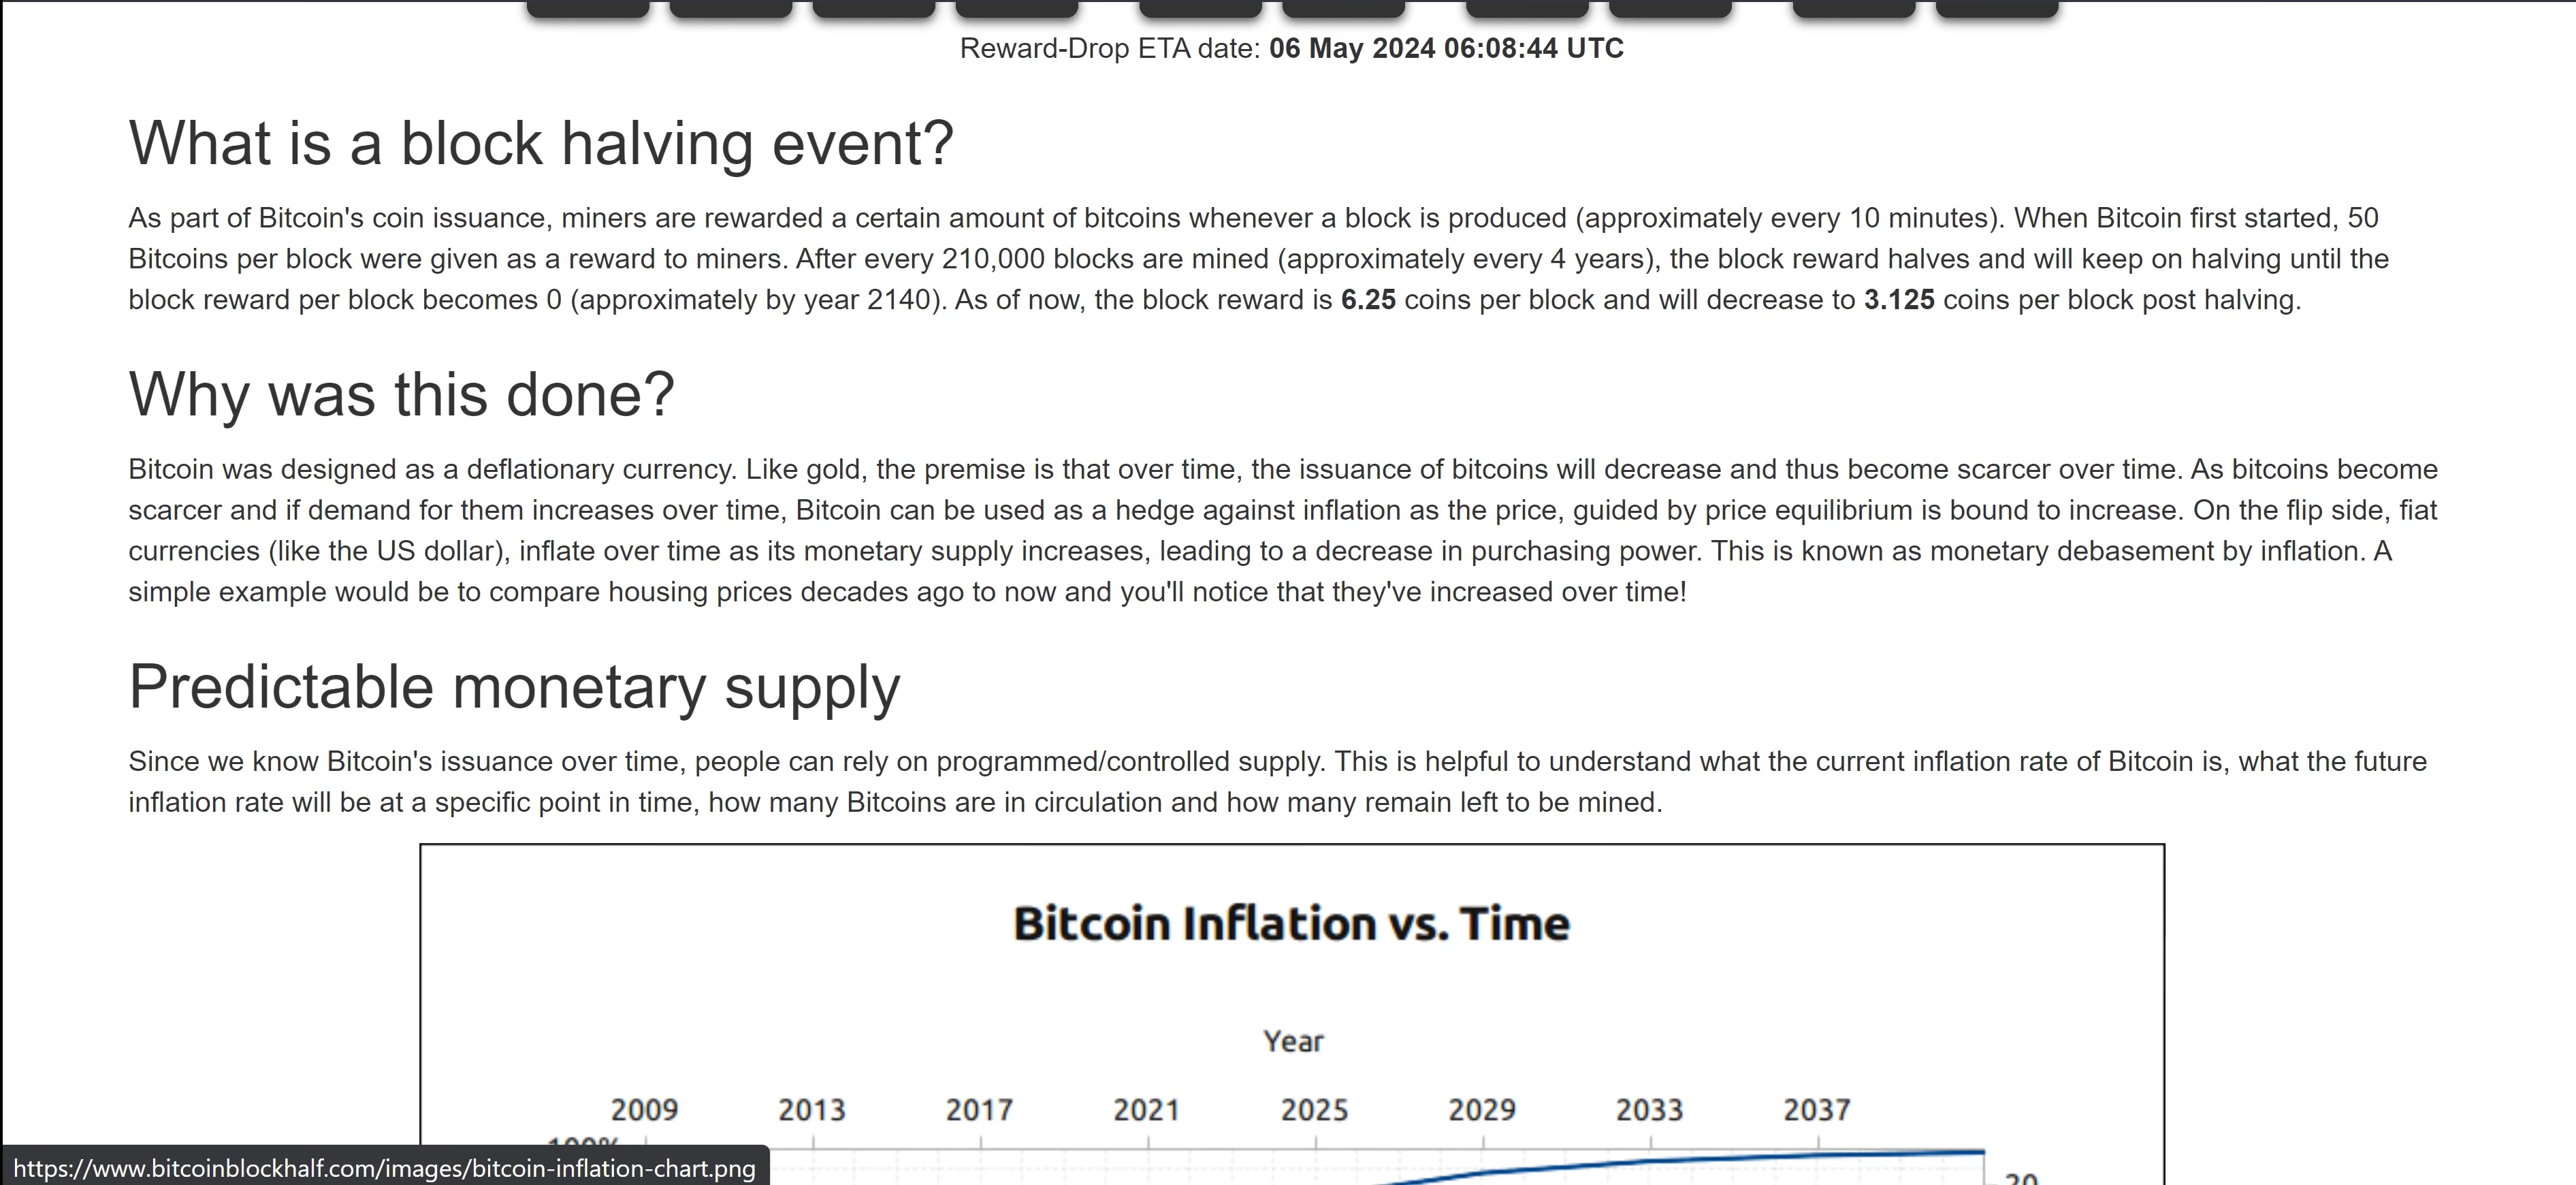 Reward-Drop ETA date: 06 May 2024 06:08:44 UTC
What is a block halving event?
As part of Bitcoin's coin issuance, miners are rewarded a certain amount of bitcoins whenever a block is produced (approximately every 10 minutes). When Bitcoin first started, 50
Bitcoins per block were given as a reward to miners. After every 210,000 blocks are mined (approximately every 4 years), the block reward halves and will keep on halving until the
block reward per block becomes 0 (approximately by year 2140). As of now, the block reward is 6.25 coins per block and will decrease to 3.125 coins per block post halving.
Why was this done?
Bitcoin was designed as a deflationary currency. Like gold, the premise is that over time, the issuance of bitcoins will decrease and thus become scarcer over time. As bitcoins become
scarcer and if demand for them increases over time, Bitcoin can be used as a hedge against inflation as the price, guided by price equilibrium is bound to increase. On the flip side, fiat
currencies (like the US dollar), inflate over time as its monetary supply increases, leading to a decrease in purchasing power. This is known as monetary debasement by inflation. A
simple example would be to compare housing prices decades ago to now and you'll notice that they've increased over time!
Predictable monetary supply
Since we know Bitcoin's issuance over time, people can rely on programmed/controlled supply. This is helpful to understand what the current inflation rate of Bitcoin is, what the future
inflation rate will be at a specific point in time, how many Bitcoins are in circulation and how many remain left to be mined.
Bitcoin Inflation vs. Time
Year
2009 2013 2017 2021 2025 2029 2033 2037
100%
https://www.bitcoinblockhalf.com/images/bitcoin-inflation-chart.png